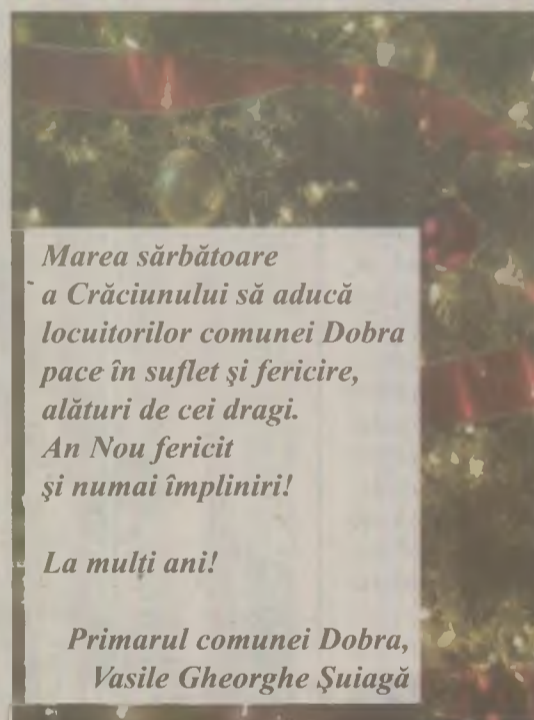 Marea sărbătoare
a Crăciunului să aducă
locuitorilor comunei Dobra
pace în suflet şi fericire,
alături de cei dragi.
An Nou fericit
şi numai împliniri!
La mulţi ani!
Primarul comunei Dobra,
Vasile Gheorghe Şuiagă